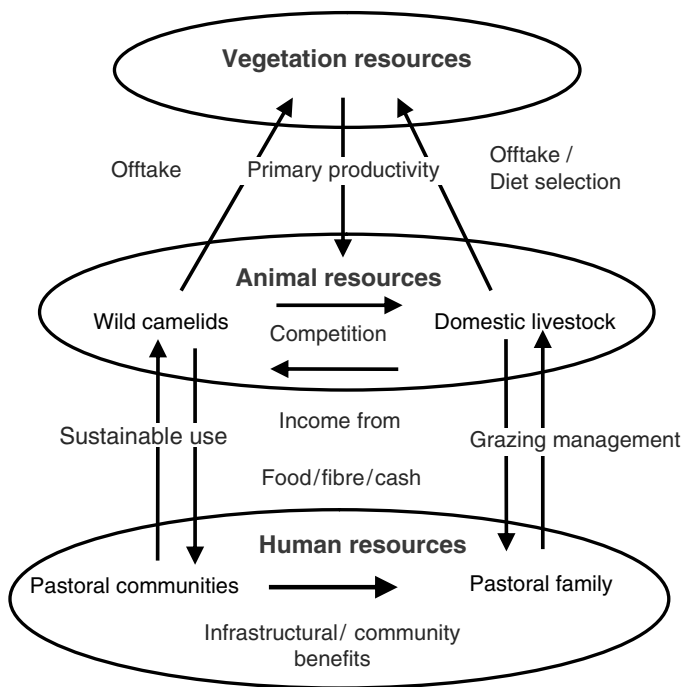 Vegetation resources
Offtake
Primary productivity
Offtake /
Diet selection
Animal resources
Wild camelids
Competition
Domestic livestock
Income from
Sustainable use
Grazing management
Food/fibre/cash
Human resources
Pastoral communities
Pastoral family
Infrastructural/ community
benefits